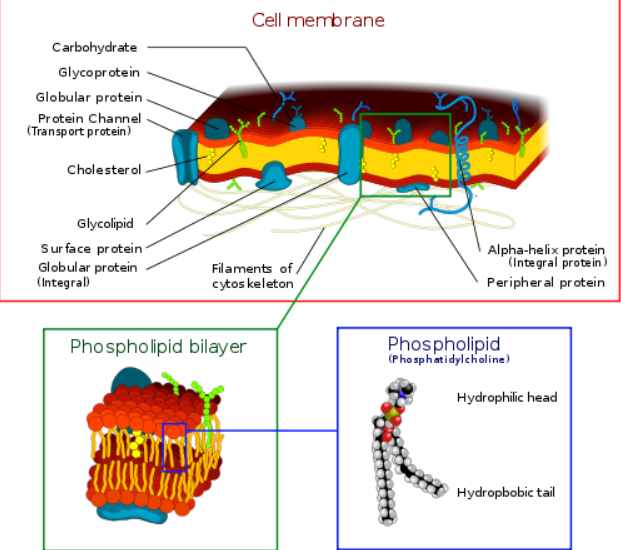 Cell membrane
Carbohydrate
Glycoprotein
Globular protein
Protein Channel
(Transport protein)
Cholesterol
Glycolipid
Surface protein
Globular protein
(Integral)
Filaments of
cytoskeleton
Alpha-helix protein
(Integral protein)
Peripheral protein
Phospholipid bilayer
Phospholipid
(Phosphatidylcholine)
Hydrophilic head
Hydropbobic tail